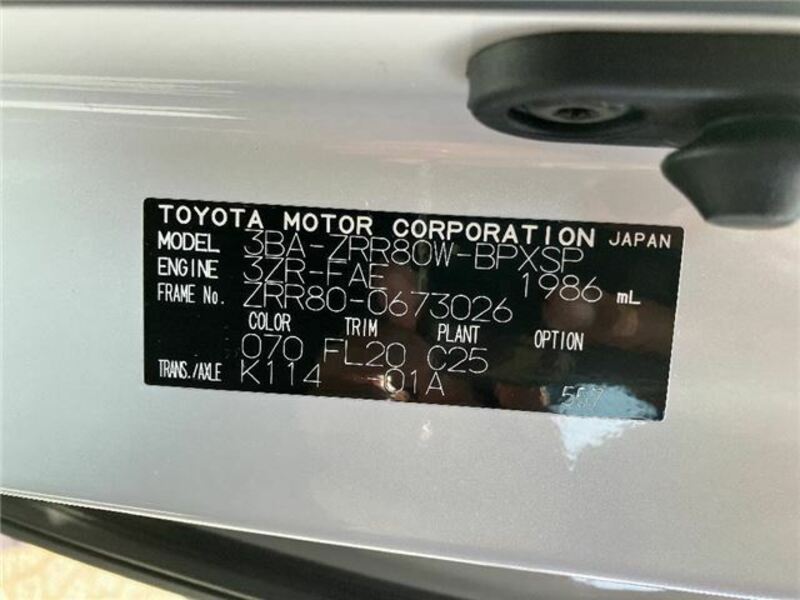 TOYOTA MOTOR CORPORATION JAPAN
MODEL 3BA-ZRR80W-BPXSP
ENGINE 3ZR-FAE 1986 mL
FRAME No. ZRR80-0673026
COLOR TRIM PLANT OPTION
070 FL20 C25
TRANS./AXLE K114 -01A
557